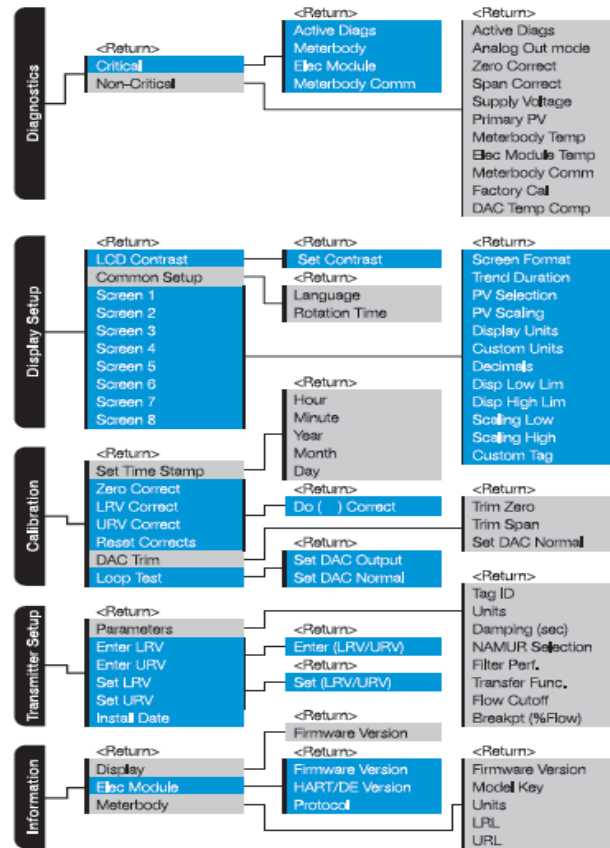 Diagnostics
<Return>
Critical
Non-Critical
<Return>
Active Diags
Meterbody
Elec Module
Meterbody Comm
<Return>
Active Diags
Analog Out mode
Zero Correct
Span Correct
Supply Voltage
Primary PV
Meterbody Temp
Elec Module Temp
Meterbody Comm
Factory Cal
DAC Temp Comp
Display Setup
<Return>
LCD Contrast
Common Setup
Screen 1
Screen 2
Screen 3
Screen 4
Screen 5
Screen 6
Screen 7
Screen 8
<Return>
Set Contrast
<Return>
Language
Rotation Time
<Return>
Screen Format
Trend Duration
PV Selection
PV Scaling
Display Units
Custom Units
Decimals
Disp Low Lim
Disp High Lim
Scaling Low
Scaling High
Custom Tag
Calibration
<Return>
Set Time Stamp
Zero Correct
LRV Correct
URV Correct
Reset Corrects
DAC Trim
Loop Test
<Return>
Hour
Minute
Year
Month
Day
<Return>
Do (   ) Correct
<Return>
Set DAC Output
Set DAC Normal
<Return>
Trim Zero
Trim Span
Set DAC Normal
Transmitter Setup
<Return>
Parameters
Enter LRV
Enter URV
Set LRV
Set URV
Install Date
<Return>
Enter (LRV/URV)
<Return>
Set (LRV/URV)
<Return>
Tag ID
Units
Damping (sec)
NAMUR Selection
Filter Perf.
Transfer Func.
Flow Cutoff
Breakpt (%Flow)
Information
<Return>
Display
Elec Module
Meterbody
<Return>
Firmware Version
<Return>
Firmware Version
HART/DE Version
Protocol
<Return>
Firmware Version
Model Key
Units
LRL
URL